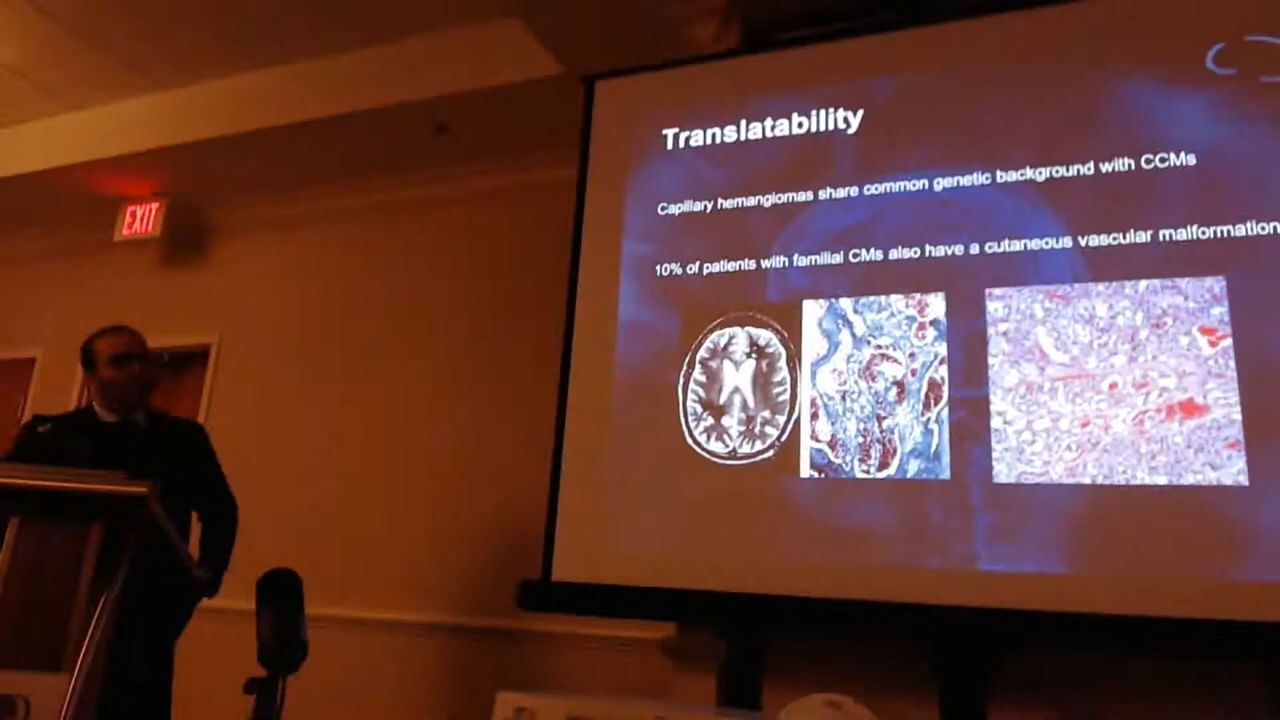 Translatability
Capillary hemangiomas share common genetic background with CCMs
10% of patients with familial CMs also have a cutaneous vascular malformation
EXIT